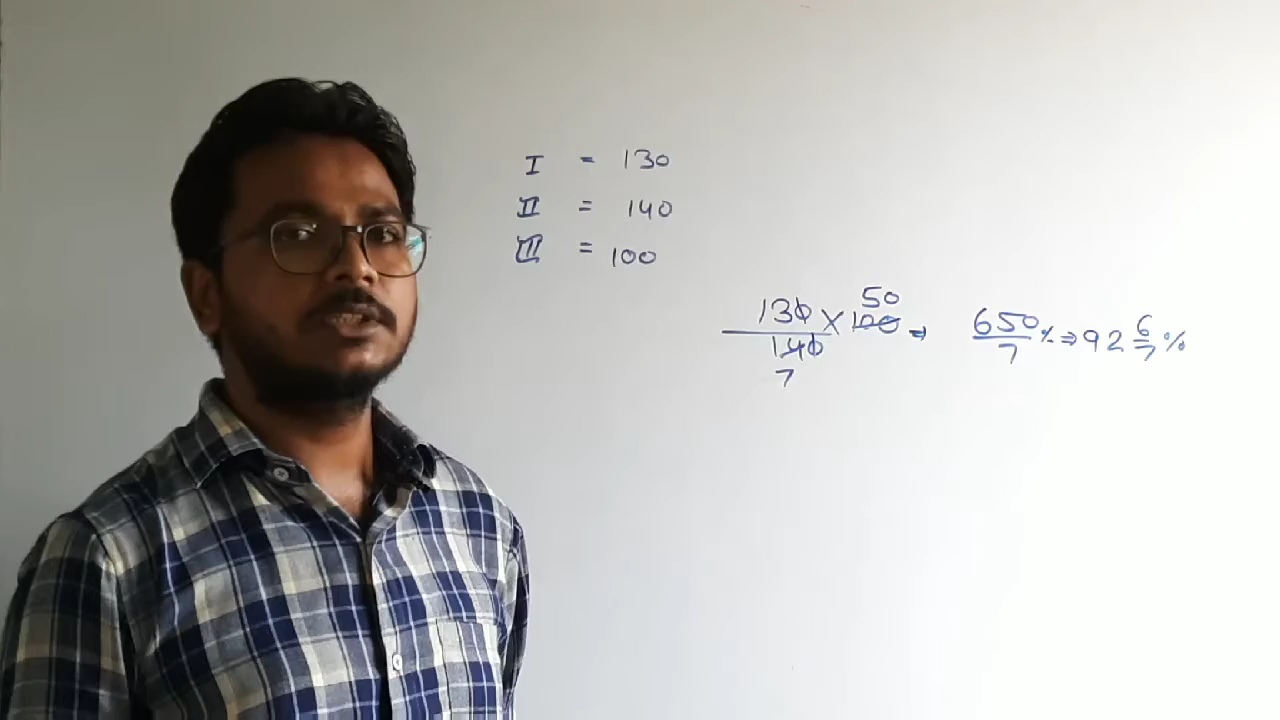 I = 130
II = 140
III = 100
50
130 × 100 ⇒ 650/7 % ⇒ 92 6/7 %
140
7